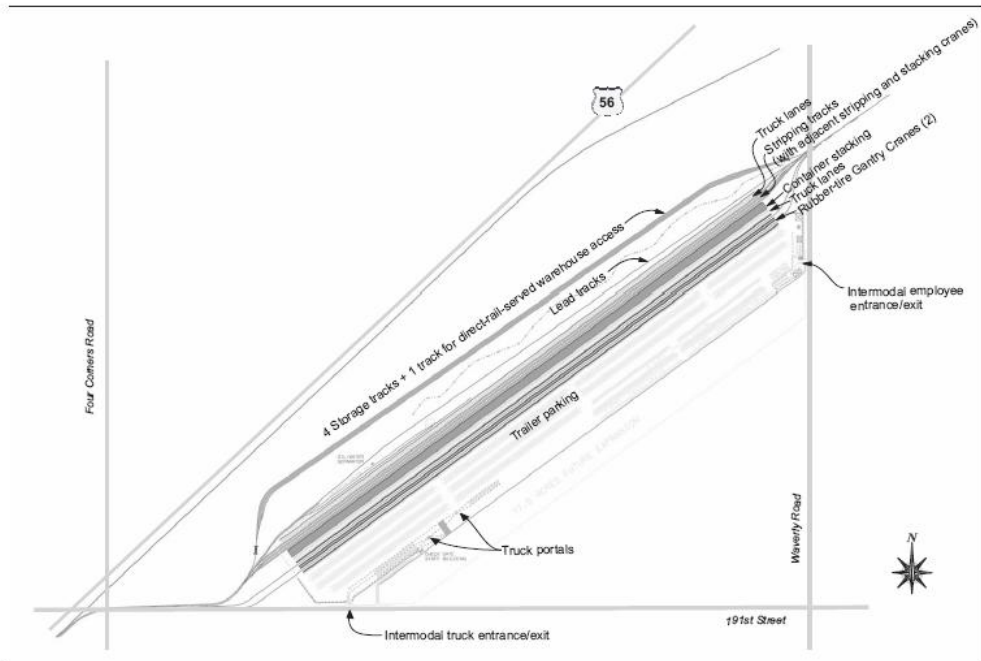 56
Truck lanes
Stripping tracks
(with adjacent stripping and stacking cranes)
Container stacking
Truck lanes
Rubber-tire Gantry Cranes (2)
4 Storage tracks + 1 track for direct-rail-served warehouse access
Lead tracks
Intermodal employee
entrance/exit
Four Corners Road
Trailer parking
FUTURE EXPANSION
Truck portals
Waverly Road
N
191st Street
Intermodal truck entrance/exit